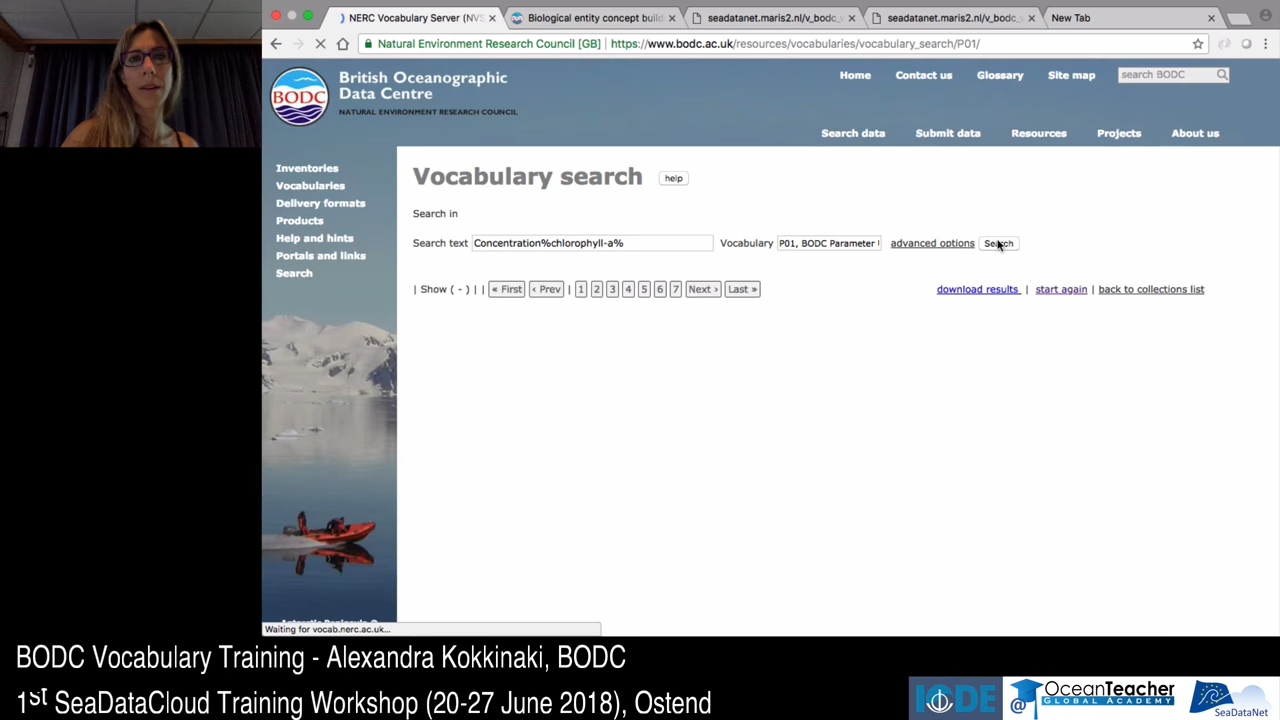 NERC Vocabulary Server (NVS
Biological entity concept build
seadatanet.maris2.nl/v_bodc_v
seadatanet.maris2.nl/v_bodc_v
New Tab
Natural Environment Research Council [GB] https://www.bodc.ac.uk/resources/vocabularies/vocabulary_search/P01/
BODC
British Oceanographic
Data Centre
NATURAL ENVIRONMENT RESEARCH COUNCIL
Home Contact us Glossary Site map search BODC
Search data Submit data Resources Projects About us
Inventories
Vocabularies
Delivery formats
Products
Help and hints
Portals and links
Search
Vocabulary search help
Search in
Search text Concentration%chlorophyll-a% Vocabulary P01, BODC Parameter advanced options Search
| Show ( - ) | | « First ‹ Prev | 1 2 3 4 5 6 7 Next › Last »
download results | start again | back to collections list
Waiting for vocab.nerc.ac.uk...
BODC Vocabulary Training - Alexandra Kokkinaki, BODC
1st SeaDataCloud Training Workshop (20-27 June 2018), Ostend
IODE
@ OceanTeacher
GLOBAL ACADEMY
SeaDataNet